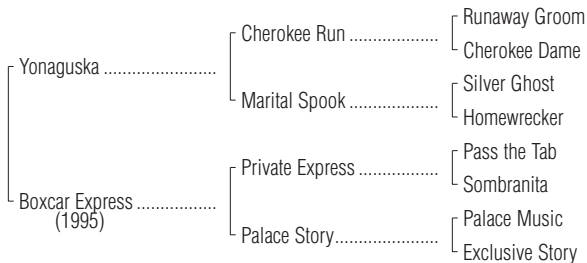 Runaway Groom
Cherokee Run ...................
Cherokee Dame
Yonaguska ........................
Silver Ghost
Marital Spook ...................
Homewrecker
Pass the Tab
Private Express .................
Sombranita
Boxcar Express .................
(1995)
Palace Music
Palace Story......................
Exclusive Story